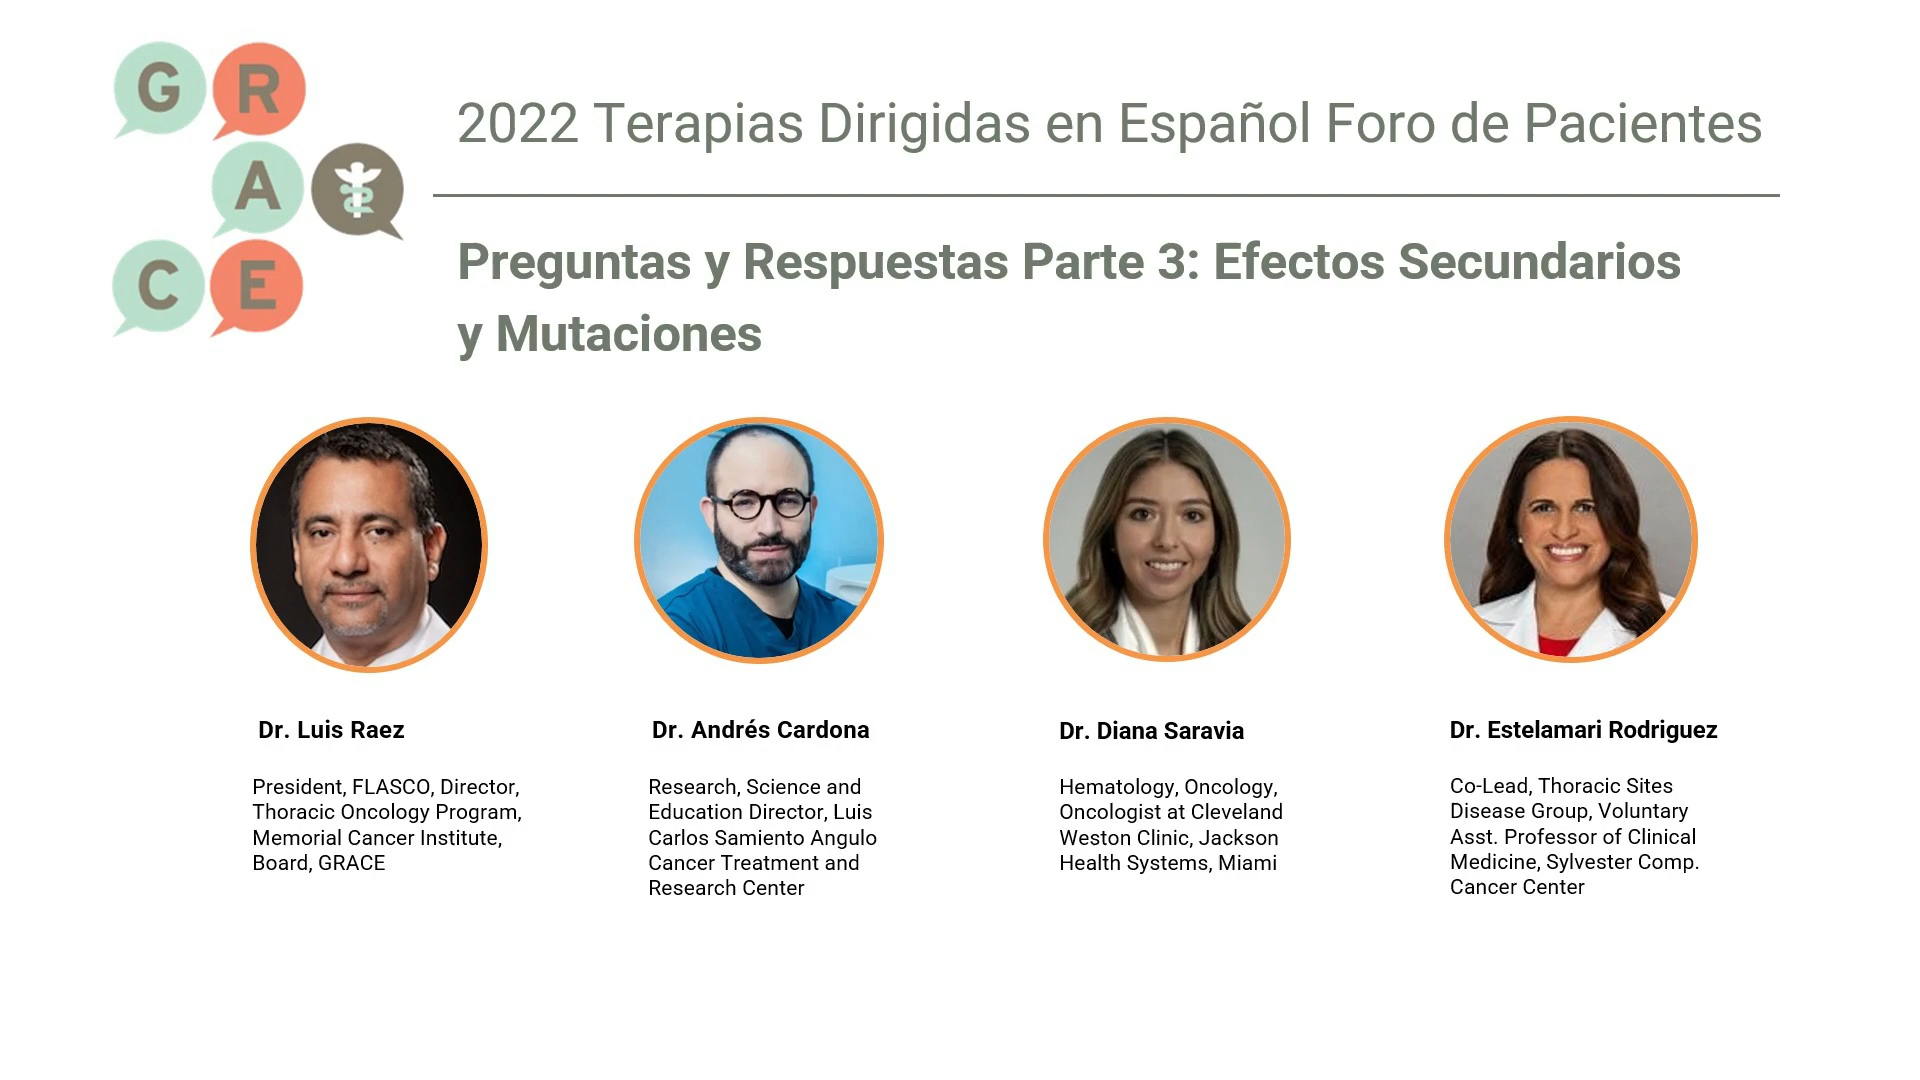 G R
A
C E
2022 Terapias Dirigidas en Español Foro de Pacientes
Preguntas y Respuestas Parte 3: Efectos Secundarios
y Mutaciones
Dr. Luis Raez
President, FLASCO, Director,
Thoracic Oncology Program,
Memorial Cancer Institute,
Board, GRACE
Dr. Andrés Cardona
Research, Science and
Education Director, Luis
Carlos Samiento Angulo
Cancer Treatment and
Research Center
Dr. Diana Saravia
Hematology, Oncology,
Oncologist at Cleveland
Weston Clinic, Jackson
Health Systems, Miami
Dr. Estelamari Rodriguez
Co-Lead, Thoracic Sites
Disease Group, Voluntary
Asst. Professor of Clinical
Medicine, Sylvester Comp.
Cancer Center